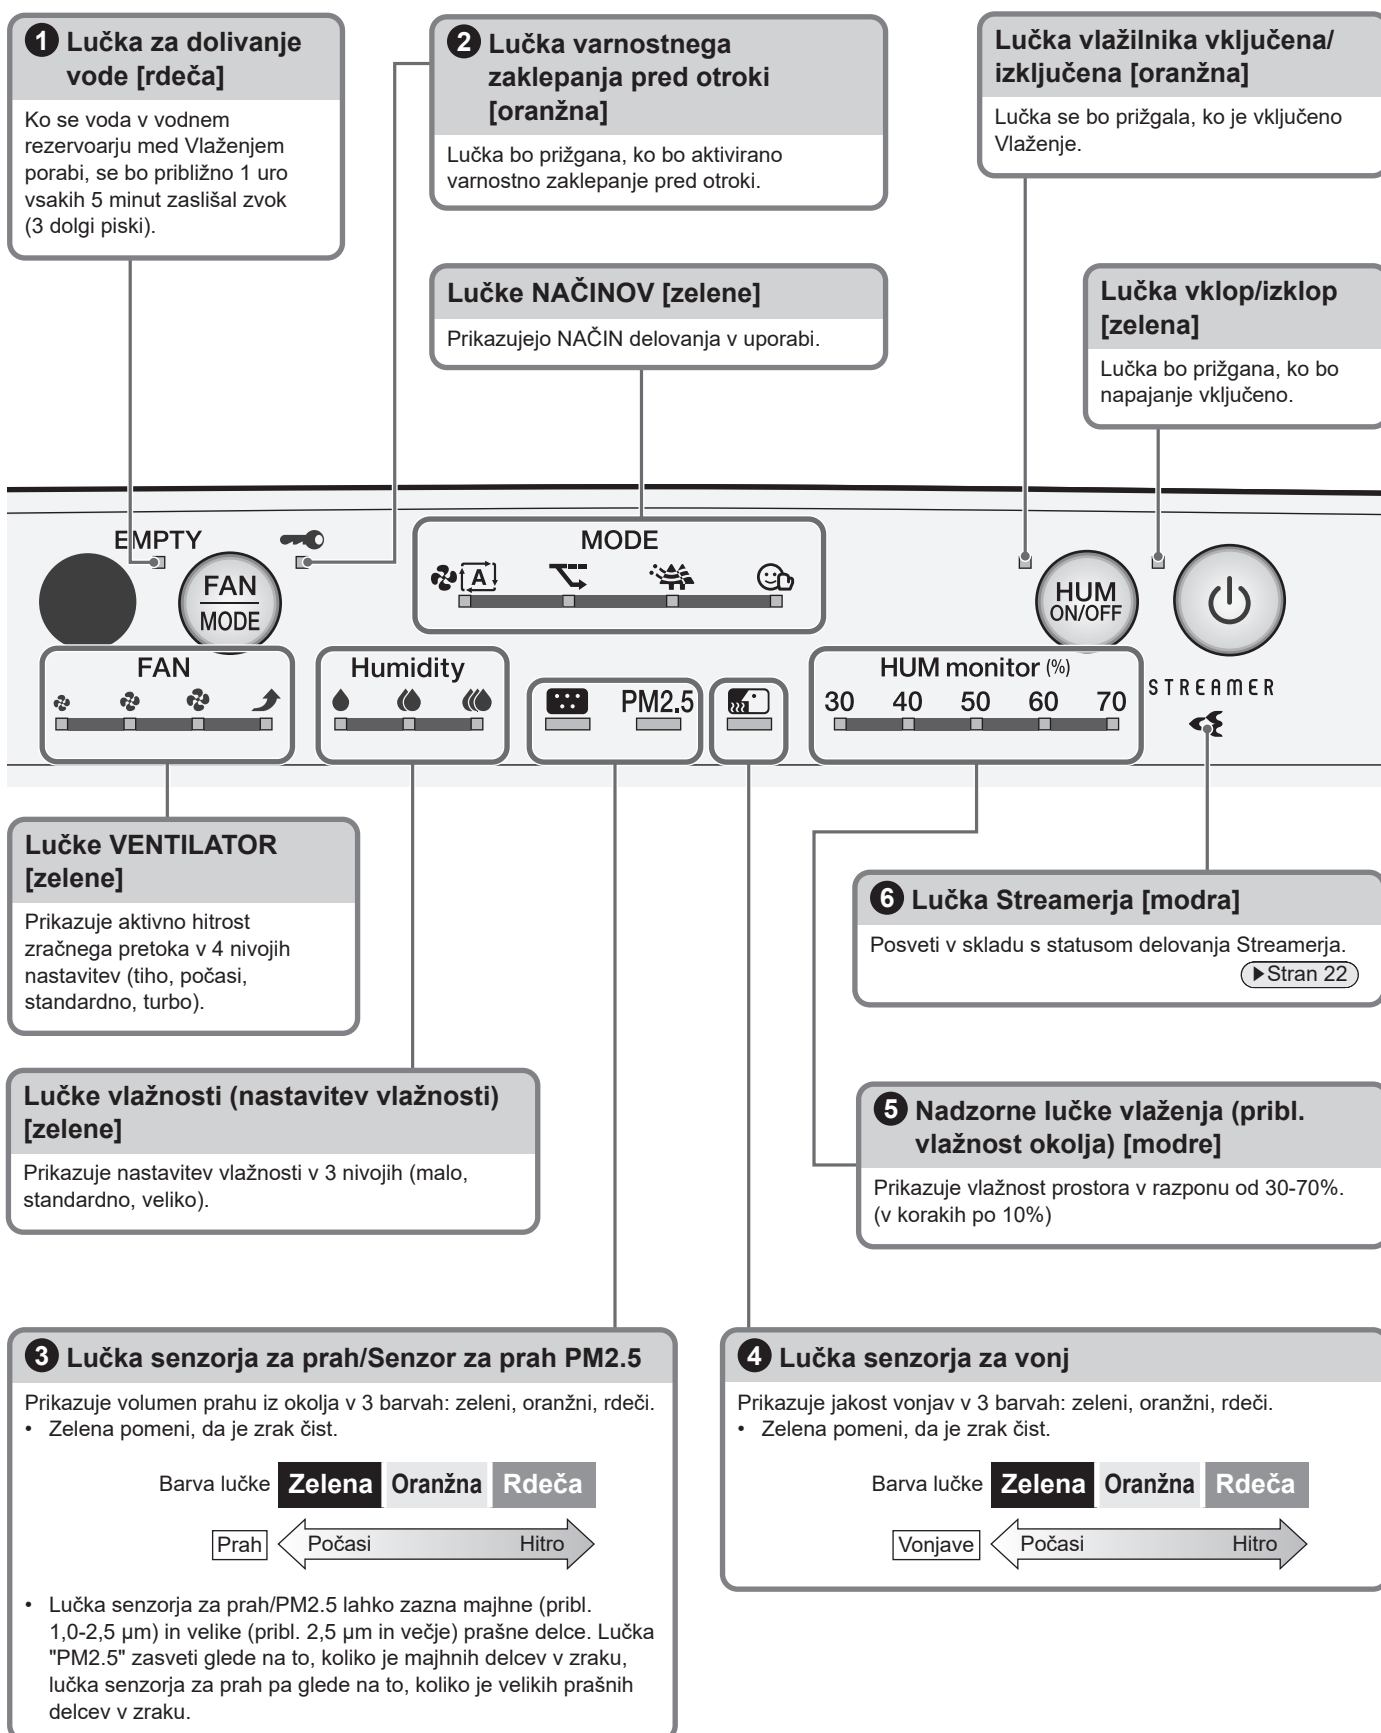 1 Lučka za dolivanje
vode [rdeča]
Ko se voda v vodnem
rezervoarju med Vlaženjem
porabi, se bo približno 1 uro
vsakih 5 minut zaslišal zvok
(3 dolgi piski).
2 Lučka varnostnega
zaklepanja pred otroki
[oranžna]
Lučka bo prižgana, ko bo aktivirano
varnostno zaklepanje pred otroki.
Lučka vlažilnika vključena/
izključena [oranžna]
Lučka se bo prižgala, ko je vključeno
Vlaženje.
Lučke NAČINOV [zelene]
Prikazujejo NAČIN delovanja v uporabi.
Lučka vklop/izklop
[zelena]
Lučka bo prižgana, ko bo
napajanje vključeno.
EMPTY
FAN
MODE
MODE
A
HUM
ON/OFF
FAN
Humidity
PM2.5
HUM monitor (%)
30 40 50 60 70
STREAMER
Lučke VENTILATOR
[zelene]
Prikazuje aktivno hitrost
zračnega pretoka v 4 nivojih
nastavitev (tiho, počasi,
standardno, turbo).
6 Lučka Streamerja [modra]
Posveti v skladu s statusom delovanja Streamerja.
▶Stran 22
Lučke vlažnosti (nastavitev vlažnosti)
[zelene]
Prikazuje nastavitev vlažnosti v 3 nivojih (malo,
standardno, veliko).
5 Nadzorne lučke vlaženja (pribl.
vlažnost okolja) [modre]
Prikazuje vlažnost prostora v razponu od 30-70%.
(v korakih po 10%)
3 Lučka senzorja za prah/Senzor za prah PM2.5
Prikazuje volumen prahu iz okolja v 3 barvah: zeleni, oranžni, rdeči.
• Zelena pomeni, da je zrak čist.
Barva lučke Zelena Oranžna Rdeča
Prah Počasi Hitro
• Lučka senzorja za prah/PM2.5 lahko zazna majhne (pribl.
1,0-2,5 μm) in velike (pribl. 2,5 μm in večje) prašne delce. Lučka
"PM2.5" zasveti glede na to, koliko je majhnih delcev v zraku,
lučka senzorja za prah pa glede na to, koliko je velikih prašnih
delcev v zraku.
4 Lučka senzorja za vonj
Prikazuje jakost vonjav v 3 barvah: zeleni, oranžni, rdeči.
• Zelena pomeni, da je zrak čist.
Barva lučke Zelena Oranžna Rdeča
Vonjave Počasi Hitro